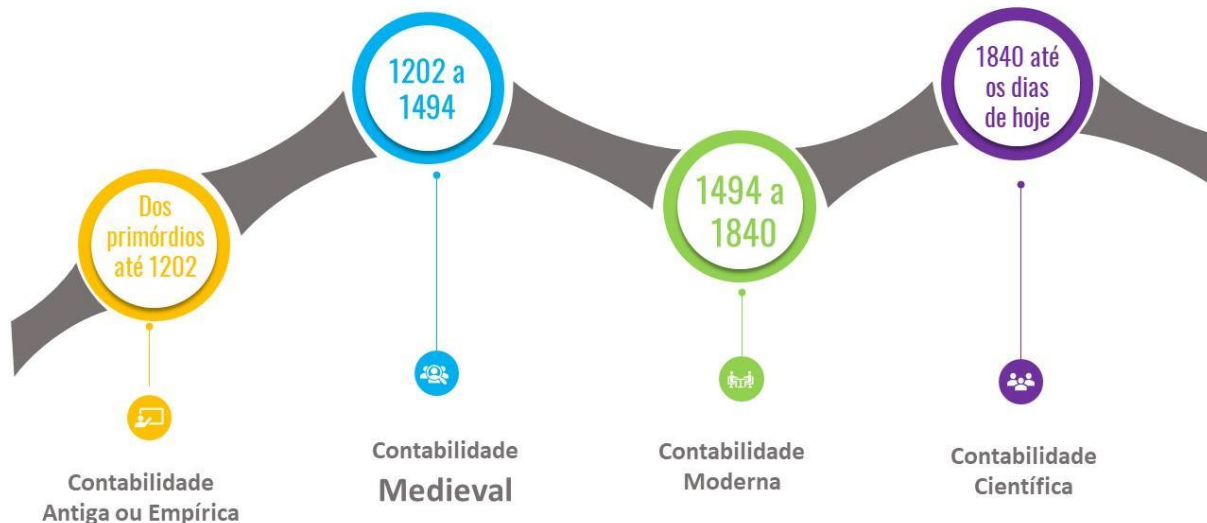 Dos
primórdios
até 1202
Contabilidade
Antiga ou Empírica
1202 a
1494
Contabilidade
Medieval
1494 a
1840
Contabilidade
Moderna
1840 até
os dias
de hoje
Contabilidade
Científica